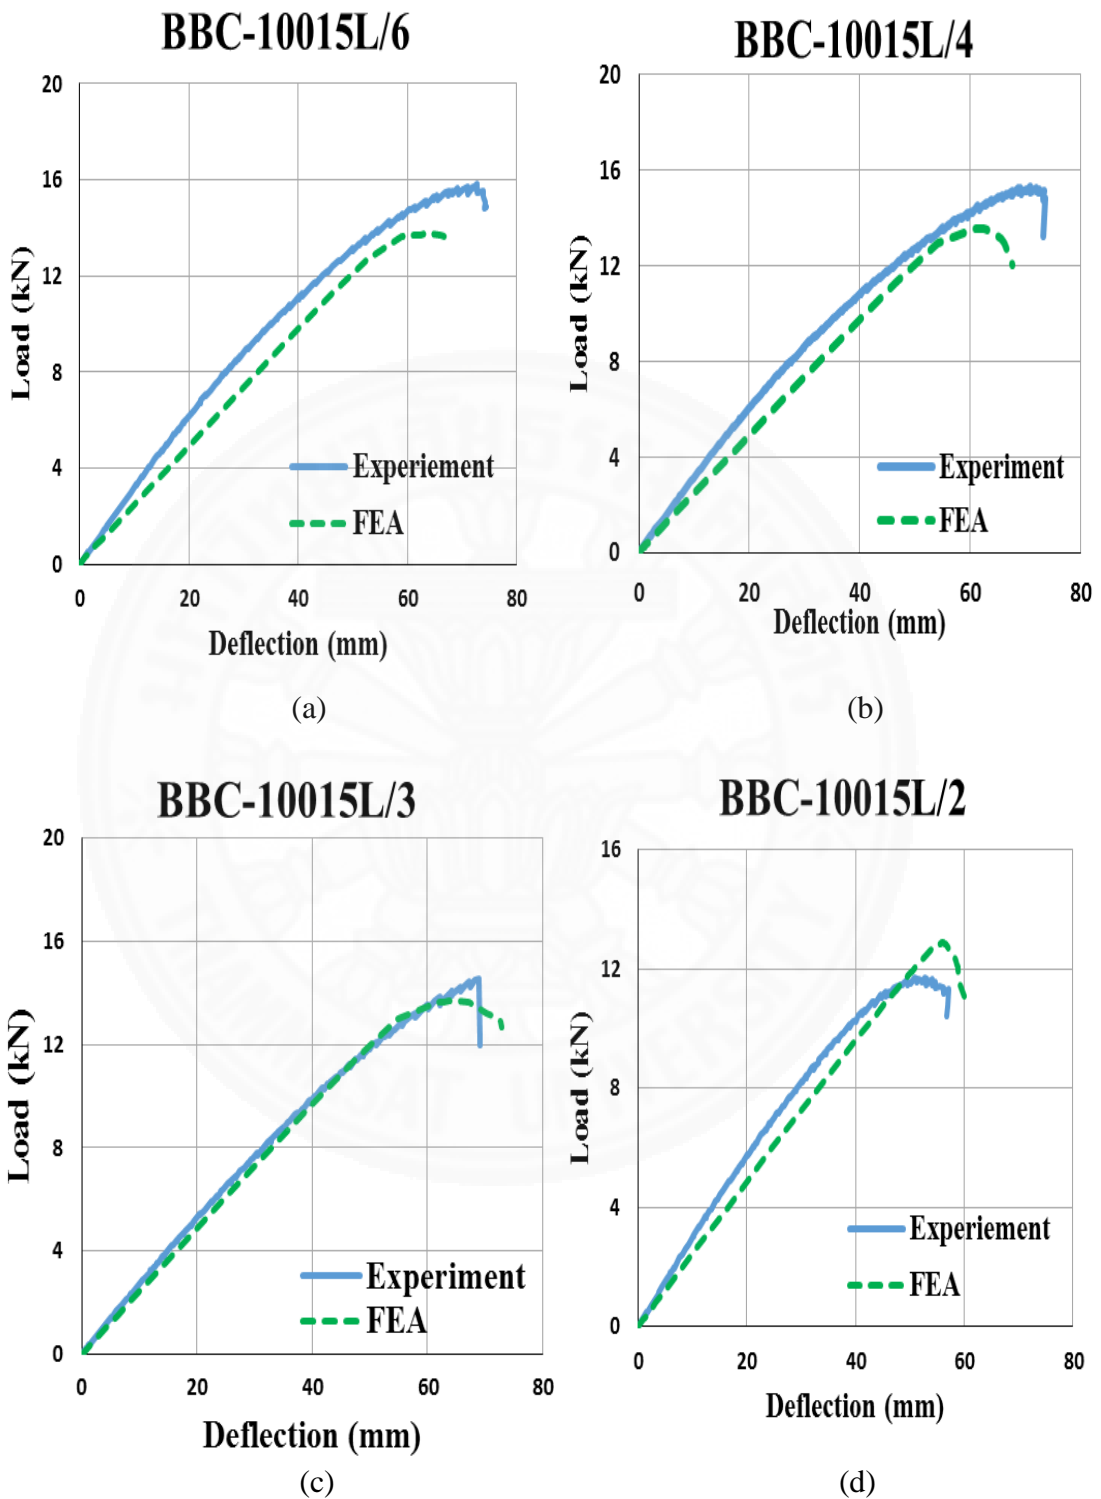 BBC-10015L/6
20
16
12
8
4
0
Load (kN)
Experiement
FEA
0 20 40 60 80
Deflection (mm)
(a)
BBC-10015L/4
20
16
12
8
4
0
Load (kN)
Experiment
FEA
0 20 40 60 80
Deflection (mm)
(b)
BBC-10015L/3
20
16
12
8
4
0
Load (kN)
Experiment
FEA
0 20 40 60 80
Deflection (mm)
(c)
BBC-10015L/2
16
12
8
4
0
Load (kN)
Experiement
FEA
0 20 40 60 80
Deflection (mm)
(d)